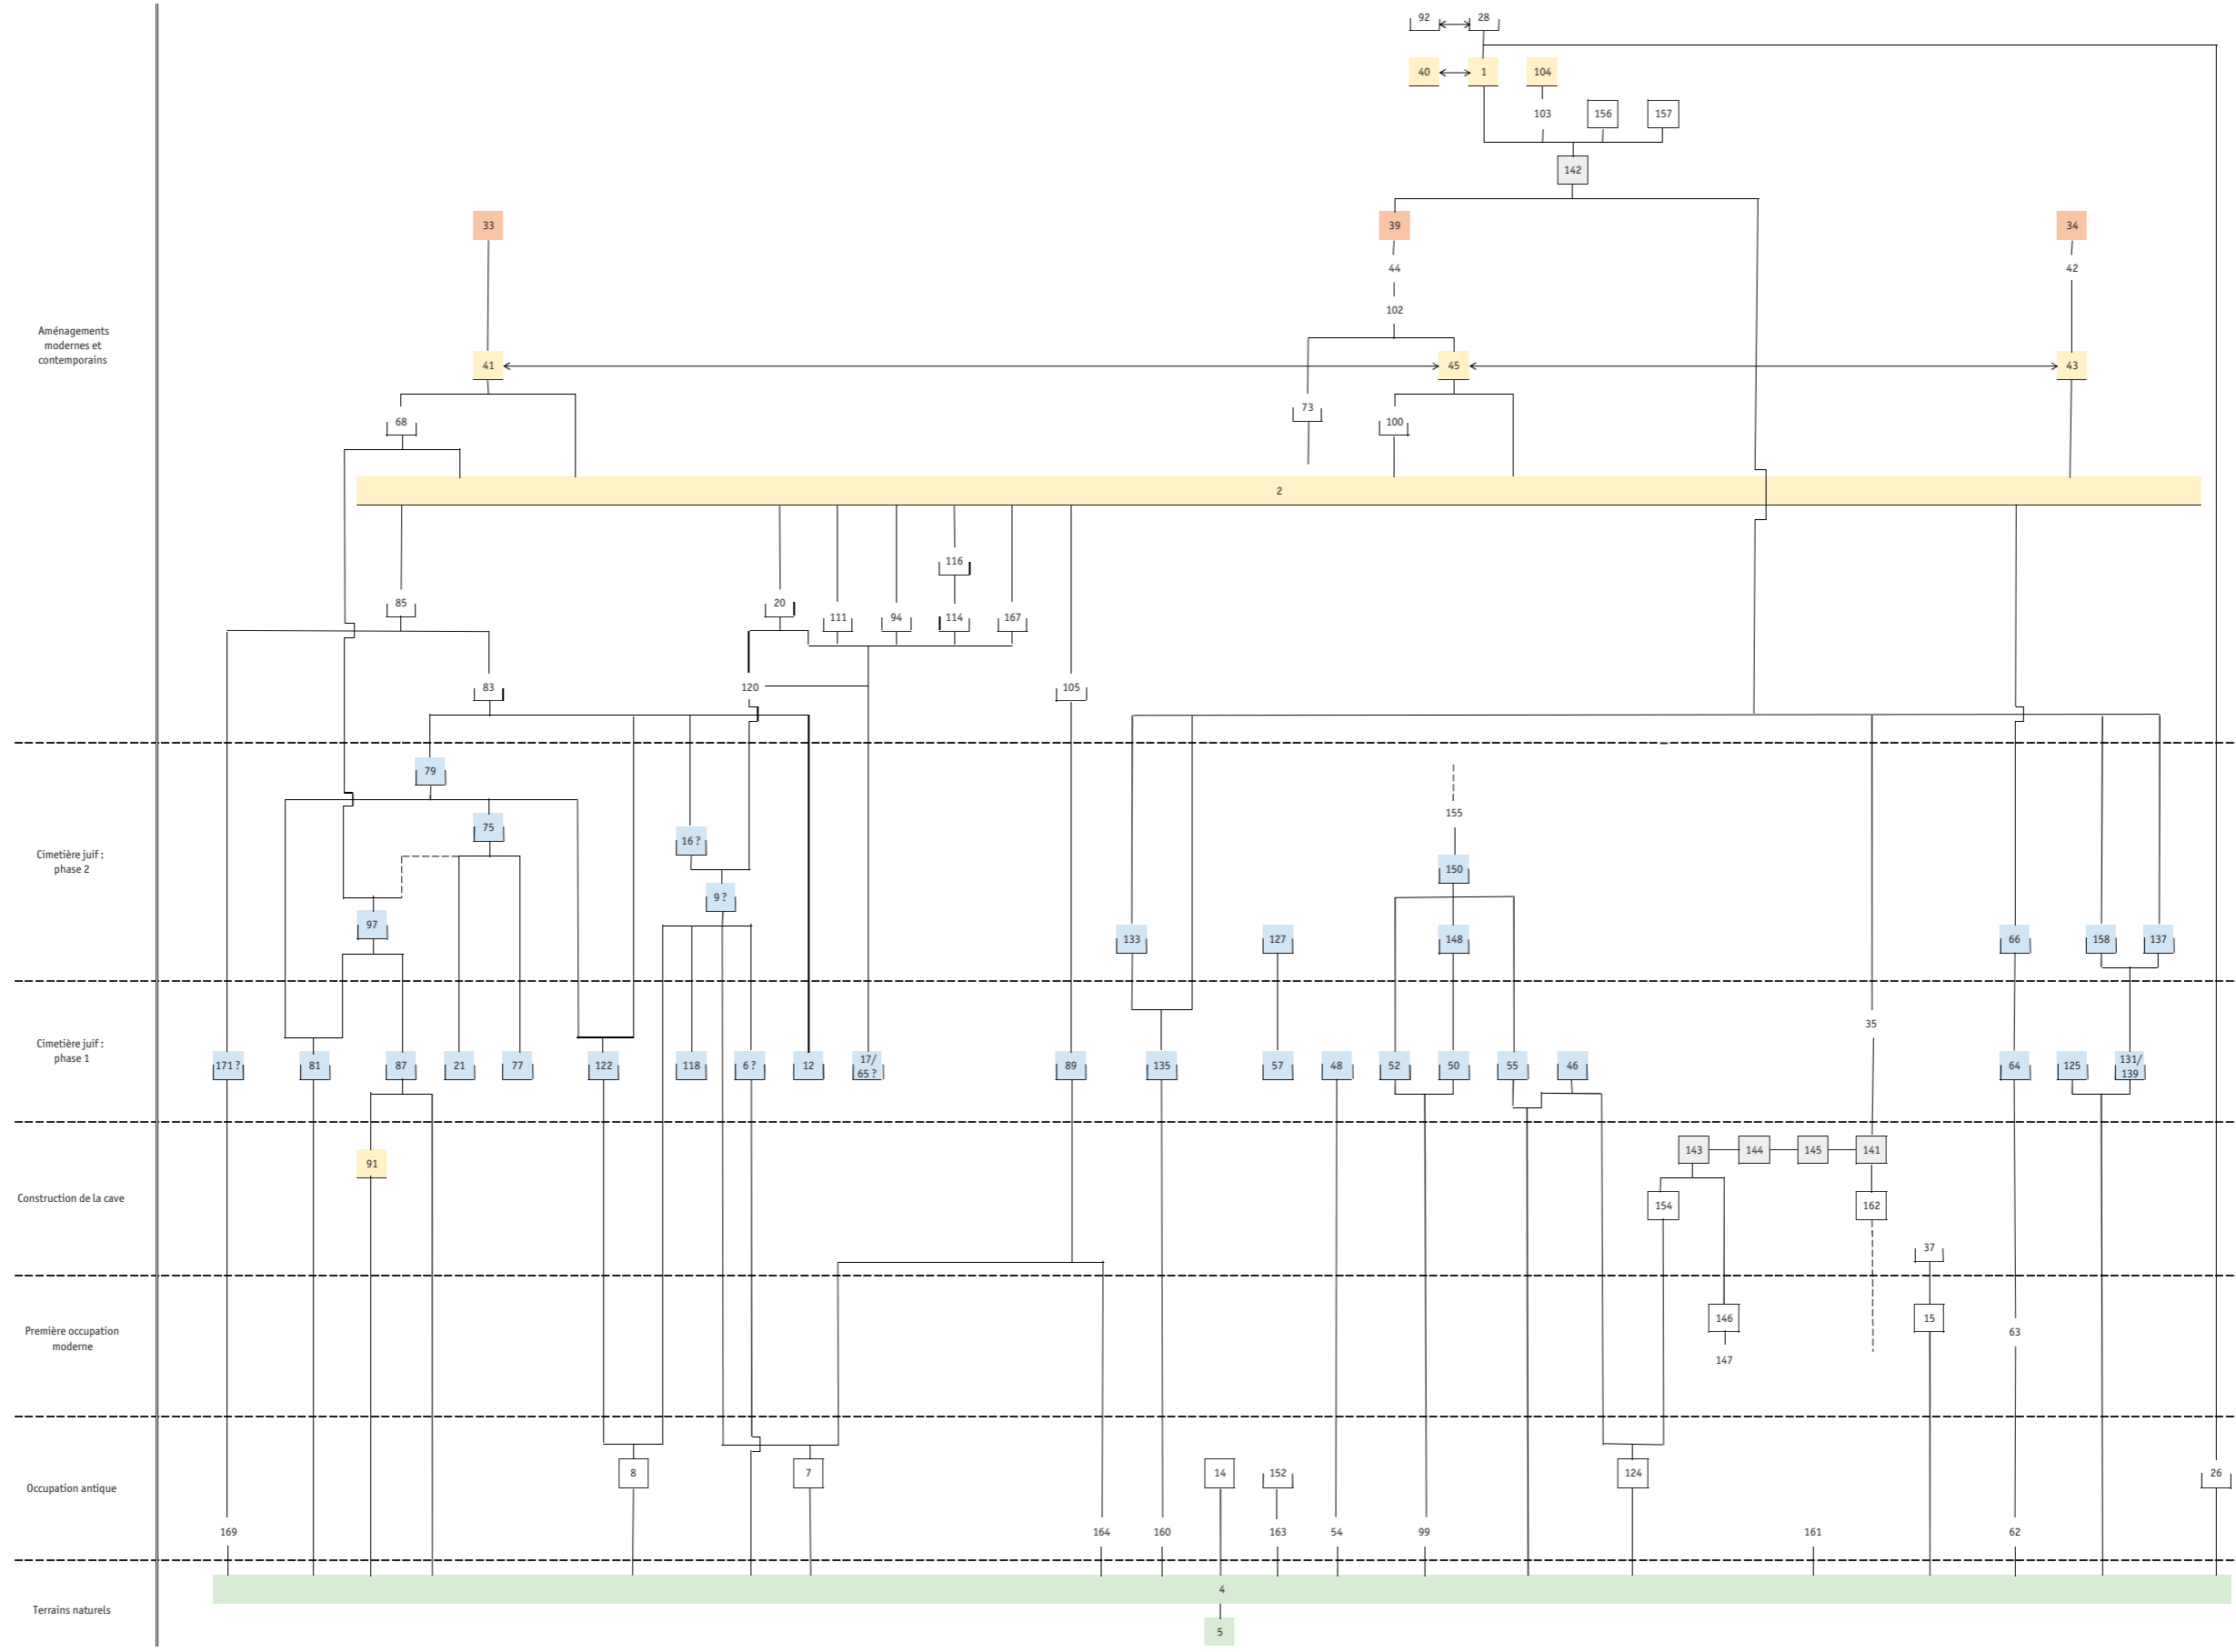 92 28
40 1 104
103 156 157
142
33 39 34
44 42
102
Aménagements
modernes et
contemporains
41 45 43
73
68 100
2
116
85 20
111 94 114 167
83 120 105
79
155
75
16 ?
Cimetière juif :
phase 2
150
9 ?
97
133 127 148 66 158 137
35
Cimetière juif :
phase 1
171 ? 81 87 21 77 122 118 6 ? 12 17/
65 ? 89 135 57 48 52 50 55 46 64 125 131/
139
143 144 145 141
91
Construction de la cave
154 162
37
Première occupation
moderne
146 15
63
147
8 7 14 152 124 26
Occupation antique
169 164 160 163 54 99 161 62
4
Terrains naturels
5